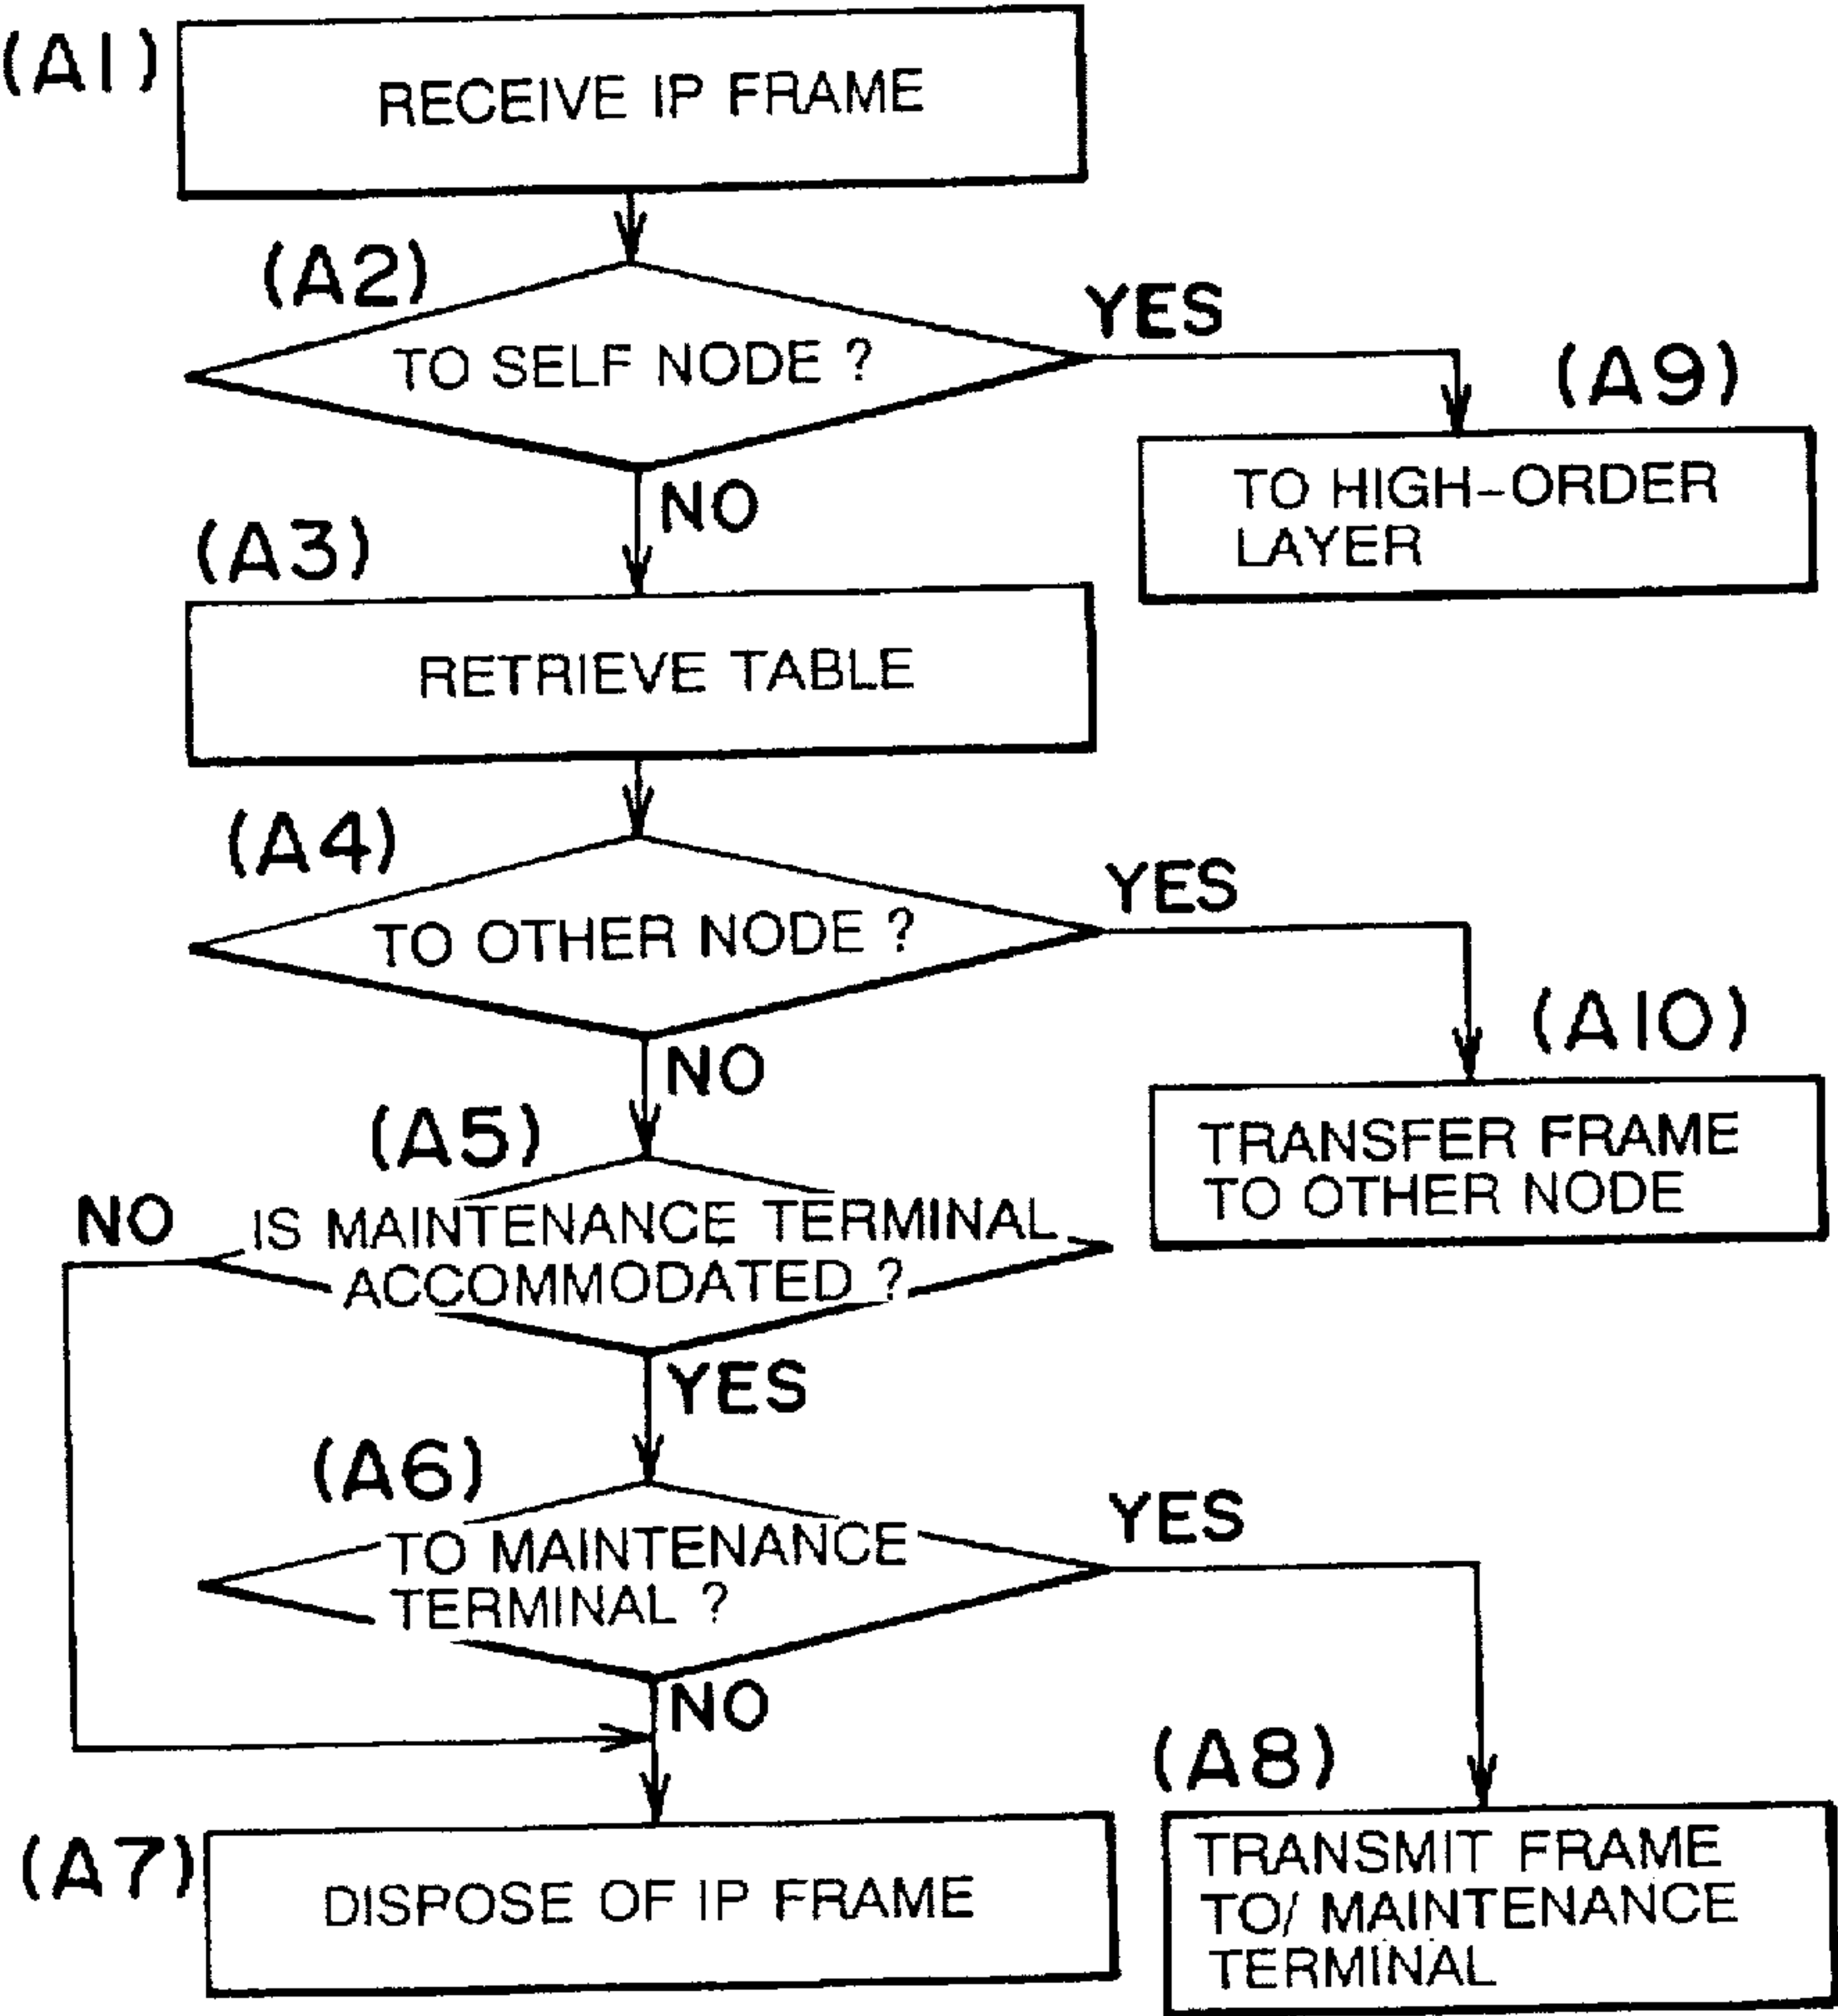 (A1)
RECEIVE IP FRAME
(A2)
TO SELF NODE ?
YES
NO
(A9)
TO HIGH-ORDER
LAYER
(A3)
RETRIEVE TABLE
(A4)
TO OTHER NODE ?
YES
NO
(A10)
TRANSFER FRAME
TO OTHER NODE
(A5)
IS MAINTENANCE TERMINAL
ACCOMMODATED ?
NO
YES
(A6)
TO MAINTENANCE
TERMINAL ?
YES
NO
(A7)
DISPOSE OF IP FRAME
(A8)
TRANSMIT FRAME
TO/ MAINTENANCE
TERMINAL